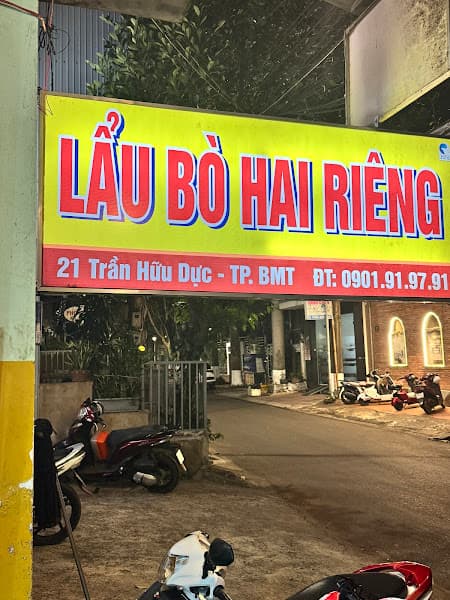 LẨU BÒ HAI RIÊNG
21 Trần Hữu Dực - TP. BMT ĐT: 0901.91.97.91